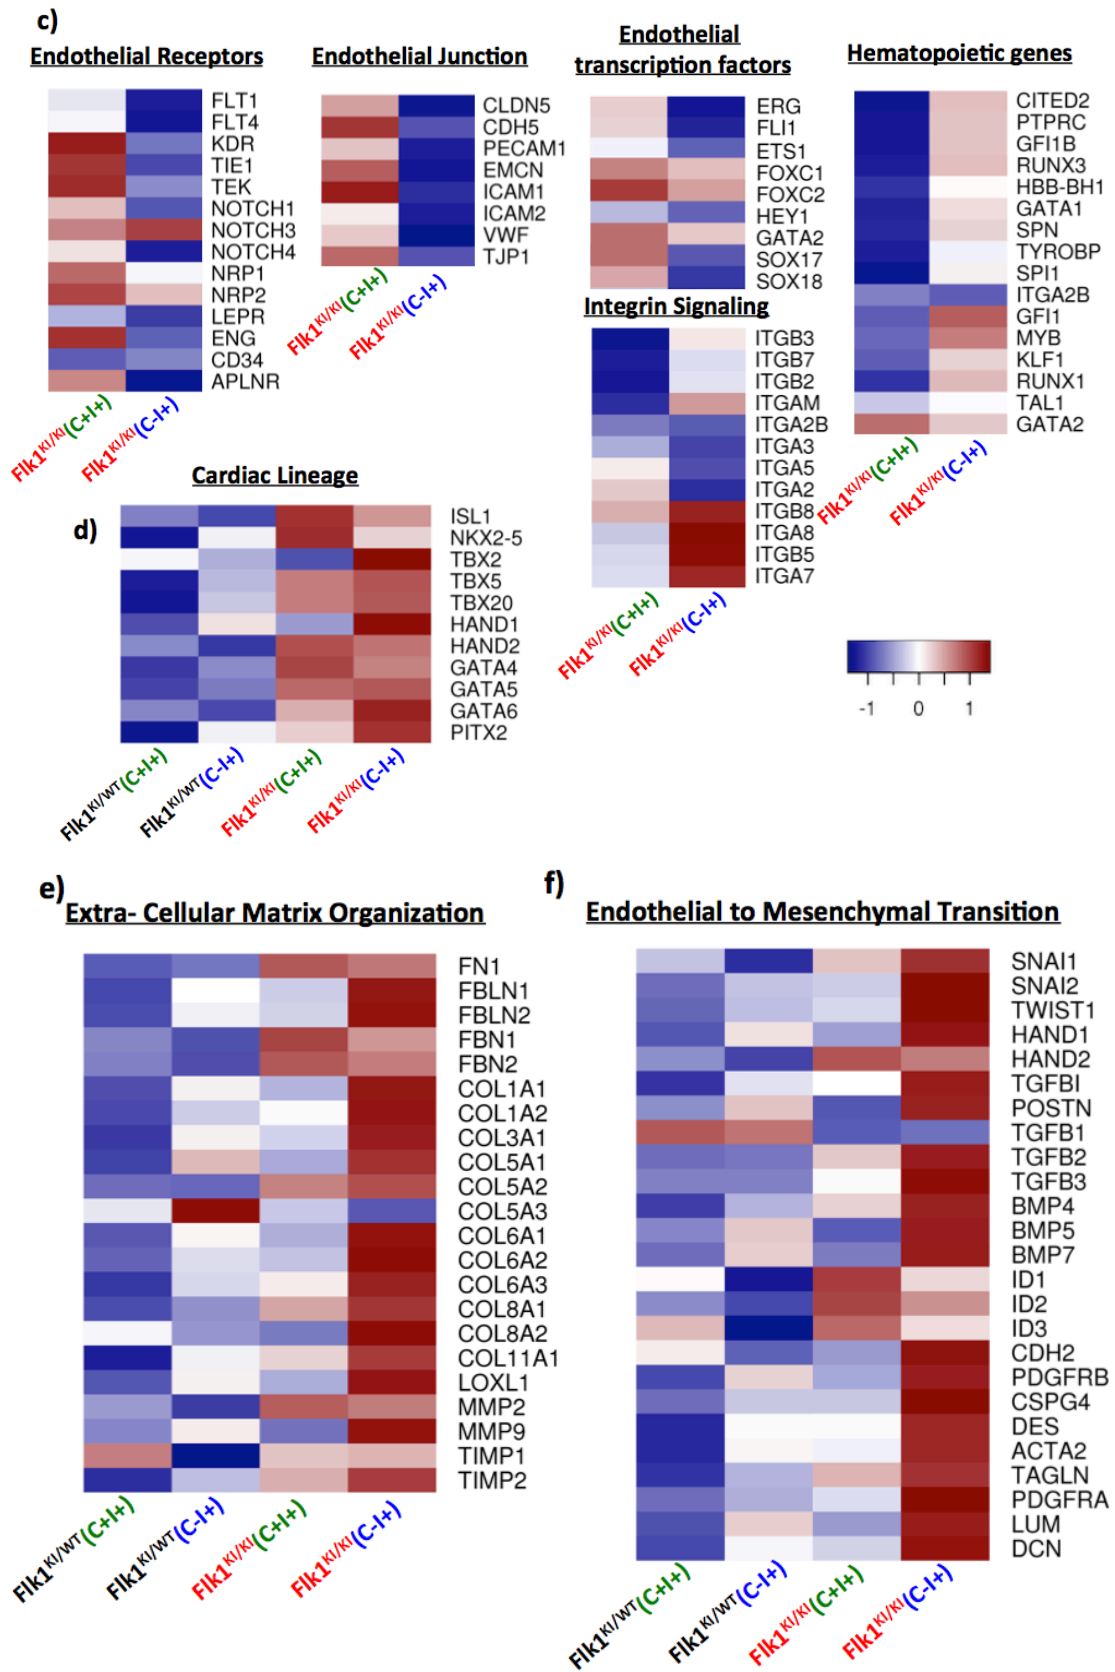 c)
Endothelial Receptors
FLT1
FLT4
KDR
TIE1
TEK
NOTCH1
NOTCH3
NOTCH4
NRP1
NRP2
LEPR
ENG
CD34
APLNR
Flk1KI/KI(C+I+)
Flk1KI/KI(C-I+)
Endothelial Junction
CLDN5
CDH5
PECAM1
EMCN
ICAM1
ICAM2
VWF
TJP1
Flk1KI/KI(C+I+)
Flk1KI/KI(C-I+)
Endothelial
transcription factors
ERG
FLI1
ETS1
FOXC1
FOXC2
HEY1
GATA2
SOX17
SOX18
Integrin Signaling
ITGB3
ITGB7
ITGB2
ITGAM
ITGA2B
ITGA3
ITGA5
ITGA2
ITGB8
ITGA8
ITGB5
ITGA7
Flk1KI/KI(C+I+)
Flk1KI/KI(C-I+)
Hematopoietic genes
CITED2
PTPRC
GFI1B
RUNX3
HBB-BH1
GATA1
SPN
TYROBP
SPI1
ITGA2B
GFI1
MYB
KLF1
RUNX1
TAL1
GATA2
Flk1KI/KI(C+I+)
Flk1KI/KI(C-I+)
-1 0 1
d)
Cardiac Lineage
ISL1
NKX2-5
TBX2
TBX5
TBX20
HAND1
HAND2
GATA4
GATA5
GATA6
PITX2
Flk1KI/WT(C+I+)
Flk1KI/WT(C-I+)
Flk1KI/KI(C+I+)
Flk1KI/KI(C-I+)
e)
Extra- Cellular Matrix Organization
FN1
FBLN1
FBLN2
FBN1
FBN2
COL1A1
COL1A2
COL3A1
COL5A1
COL5A2
COL5A3
COL6A1
COL6A2
COL6A3
COL8A1
COL8A2
COL11A1
LOXL1
MMP2
MMP9
TIMP1
TIMP2
Flk1KI/WT(C+I+)
Flk1KI/WT(C-I+)
Flk1KI/KI(C+I+)
Flk1KI/KI(C-I+)
f)
Endothelial to Mesenchymal Transition
SNAI1
SNAI2
TWIST1
HAND1
HAND2
TGFBI
POSTN
TGFB1
TGFB2
TGFB3
BMP4
BMP5
BMP7
ID1
ID2
ID3
CDH2
PDGFRB
CSPG4
DES
ACTA2
TAGLN
PDGFRA
LUM
DCN
Flk1KI/WT(C+I+)
Flk1KI/WT(C-I+)
Flk1KI/KI(C+I+)
Flk1KI/KI(C-I+)